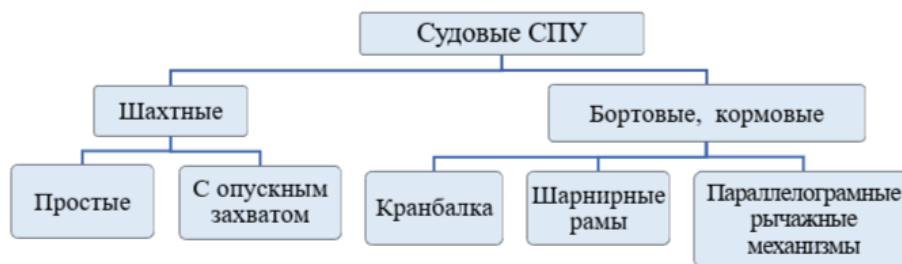 Судовые СПУ
Шахтные
Бортовые, кормовые
Простые
С опускным
захватом
Кранбалка
Шарнирные
рамы
Параллелограмные
рычажные
механизмы